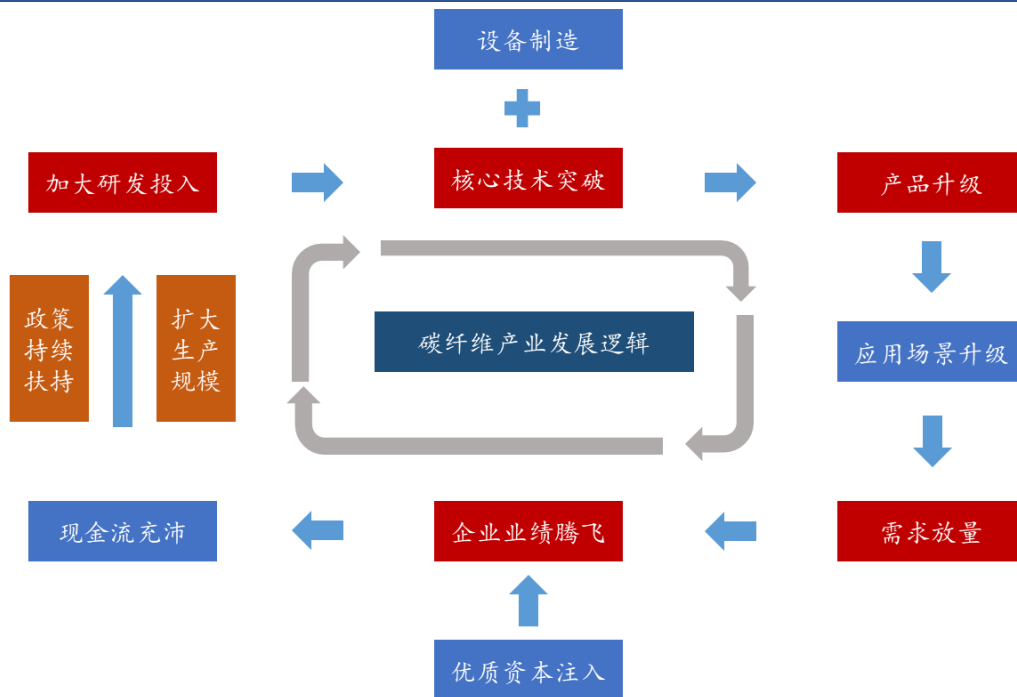 设备制造
加大研发投入
核心技术突破
产品升级
政策
持续
扶持
扩大
生产
规模
碳纤维产业发展逻辑
应用场景升级
现金流充沛
企业业绩腾飞
需求放量
优质资本注入